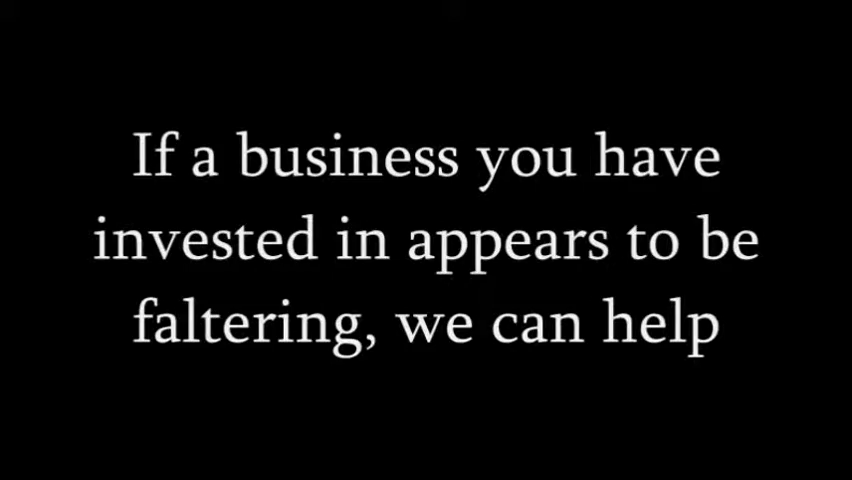 If a business you have
invested in appears to be
faltering, we can help